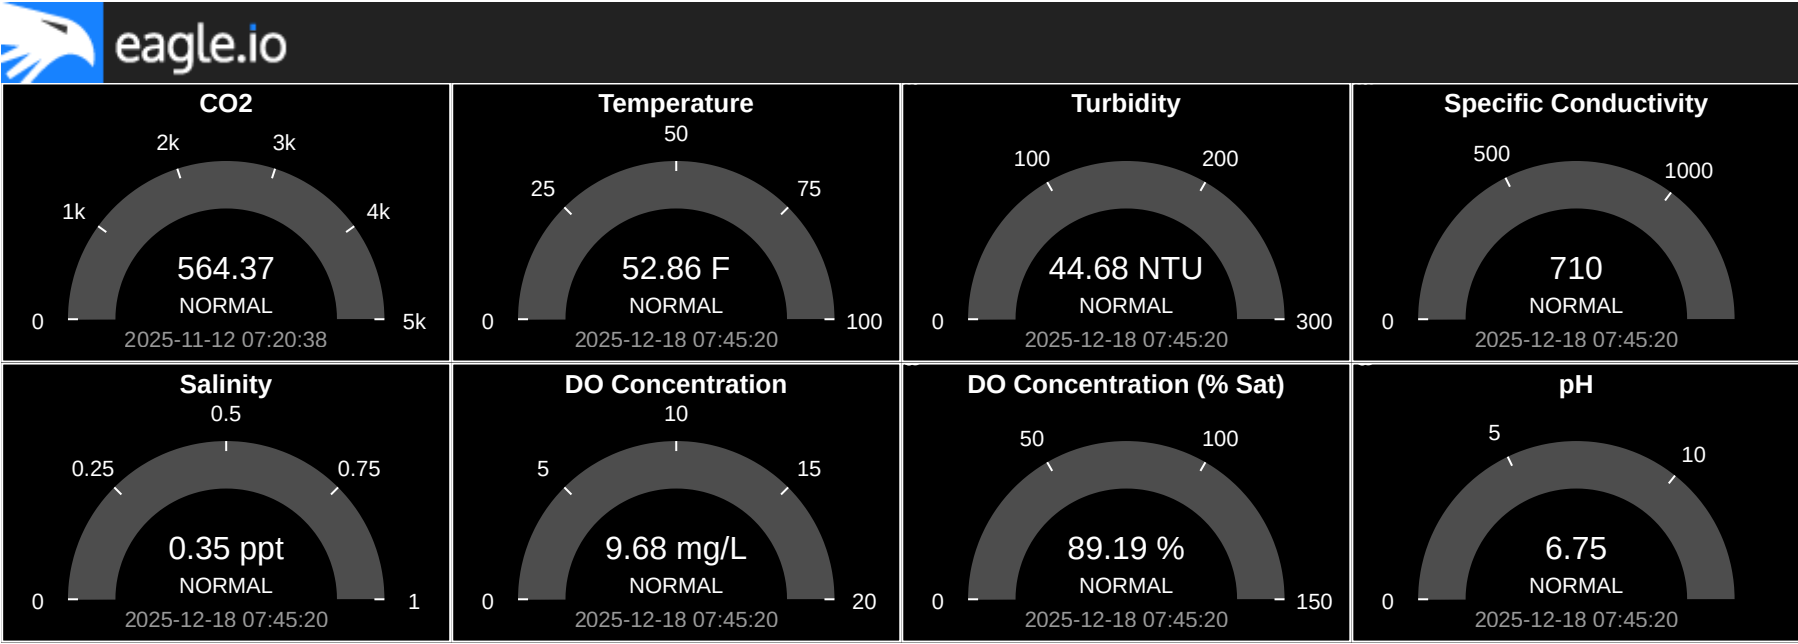 eagle.io
CO2
2k
3k
1k
4k
564.37
NORMAL
0
5k
2025-11-12 07:20:38
Temperature
50
25
75
52.86 F
NORMAL
0
100
2025-12-18 07:45:20
Turbidity
100
200
44.68 NTU
NORMAL
0
300
2025-12-18 07:45:20
Specific Conductivity
500
1000
710
NORMAL
0
2025-12-18 07:45:20
Salinity
0.5
0.25
0.75
0.35 ppt
NORMAL
0
1
2025-12-18 07:45:20
DO Concentration
10
5
15
9.68 mg/L
NORMAL
0
20
2025-12-18 07:45:20
DO Concentration (% Sat)
50
100
89.19 %
NORMAL
0
150
2025-12-18 07:45:20
pH
5
10
6.75
NORMAL
0
2025-12-18 07:45:20